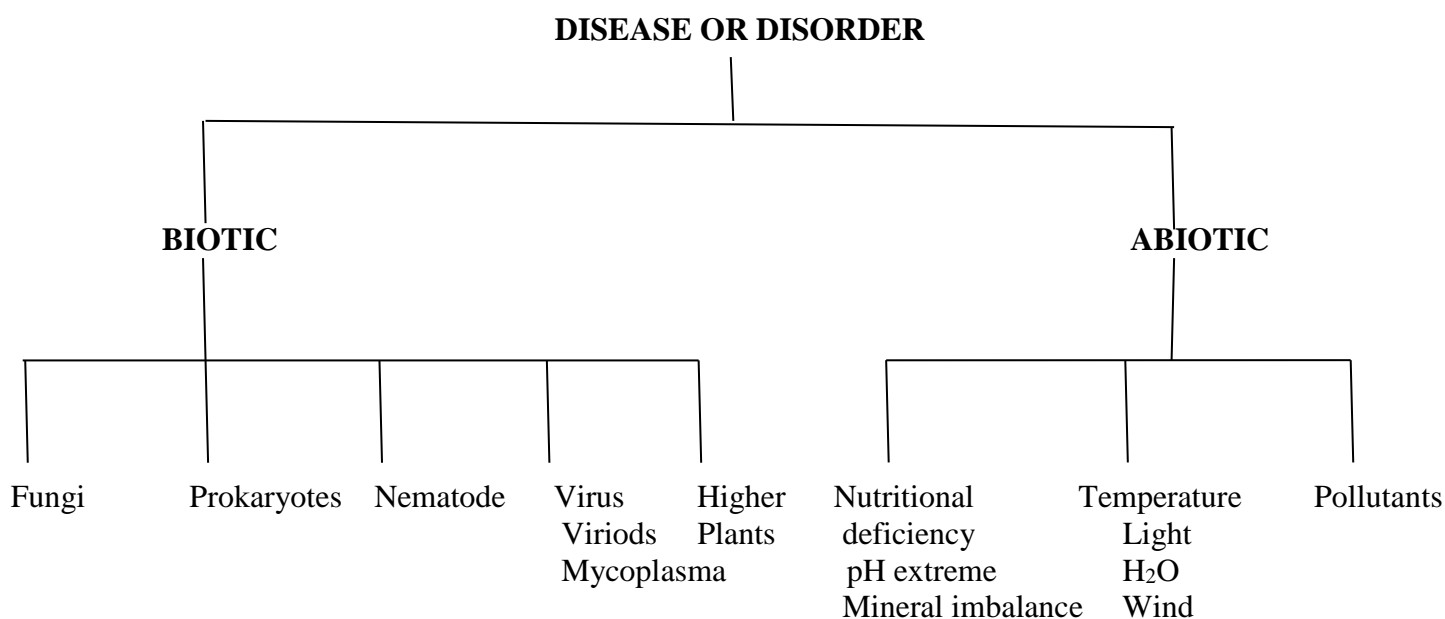 DISEASE OR DISORDER
BIOTIC ABIOTIC
Fungi Prokaryotes Nematode Virus Higher Nutritional Temperature Pollutants
Viriods Plants deficiency Light
Mycoplasma pH extreme H₂O
Mineral imbalance Wind